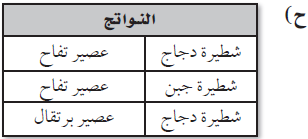 ح)
النواتج
شطيرة دجاج عصير تفاح
شطيرة جبن عصير تفاح
شطيرة دجاج عصير برتقال